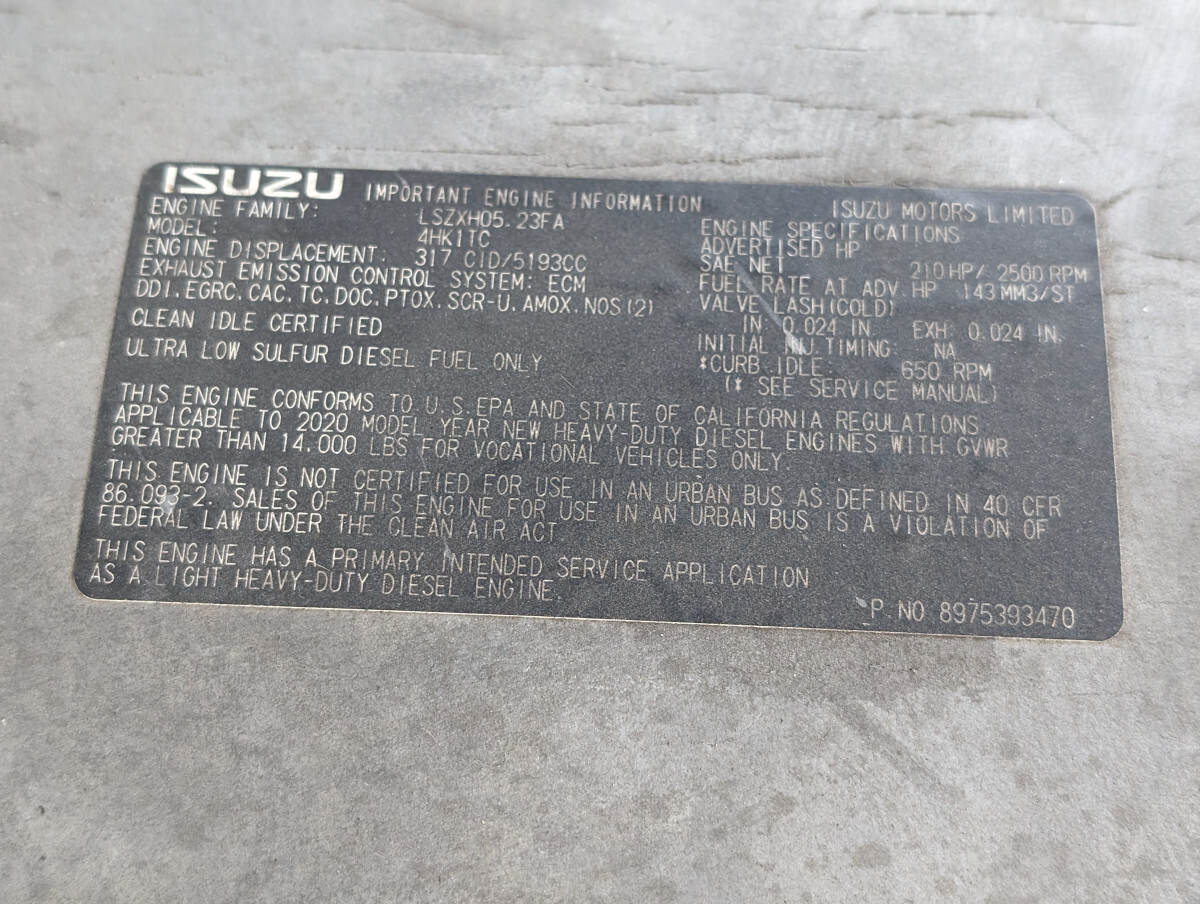 ISUZU IMPORTANT ENGINE INFORMATION
ISUZU MOTORS LIMITED
ENGINE FAMILY: LSZXH05.23FA
MODEL: 4HK1TC
ENGINE DISPLACEMENT: 317 CID/5193CC
EXHAUST EMISSION CONTROL SYSTEM: ECM
DDI.EGRC.CAC.TC.DOC.PTOX.SCR-U.AMOX.NOS(2)
CLEAN IDLE CERTIFIED
ULTRA LOW SULFUR DIESEL FUEL ONLY
ENGINE SPECIFICATIONS
ADVERTISED HP
SAE NET 210 HP/ 2500 RPM
FUEL RATE AT ADV HP 143 MM3/ST
VALVE LASH(COLD)
IN: 0.024 IN. EXH: 0.024 IN.
INITIAL TIMING: NA
*CURB IDLE: 650 RPM
(* SEE SERVICE MANUAL)
THIS ENGINE CONFORMS TO U.S.EPA AND STATE OF CALIFORNIA REGULATIONS
APPLICABLE TO 2020 MODEL YEAR NEW HEAVY-DUTY DIESEL ENGINES WITH GVWR
GREATER THAN 14.000 LBS FOR VOCATIONAL VEHICLES ONLY.
THIS ENGINE IS NOT CERTIFIED FOR USE IN AN URBAN BUS AS DEFINED IN 40 CFR
86.093-2. SALES OF THIS ENGINE FOR USE IN AN URBAN BUS IS A VIOLATION OF
FEDERAL LAW UNDER THE CLEAN AIR ACT.
THIS ENGINE HAS A PRIMARY INTENDED SERVICE APPLICATION
AS A LIGHT HEAVY-DUTY DIESEL ENGINE.
P.NO 8975393470